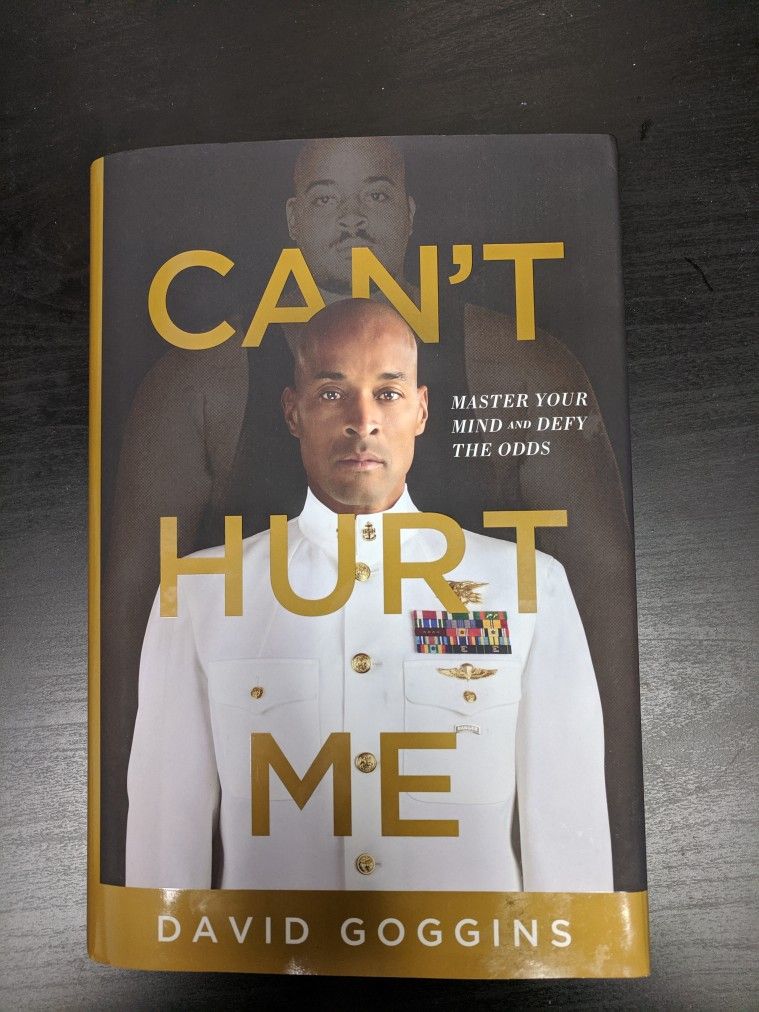 CAN'T
MASTER YOUR
MIND AND DEFY
THE ODDS
HURT
ME
DAVID GOGGINS